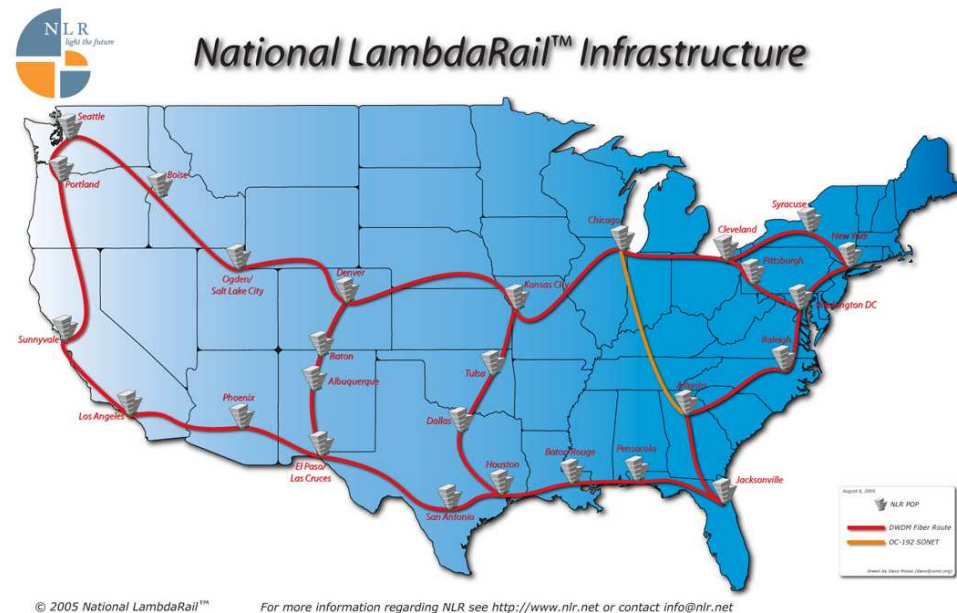 NLR
light the future
National LambdaRail™ Infrastructure
Seattle
Portland
Boise
Ogden/
Salt Lake City
Denver
Sunnyvale
Raton
Albuquerque
Los Angeles
Phoenix
El Paso/
Las Cruces
Kansas City
Tulsa
Dallas
Houston
San Antonio
Baton Rouge
Pensacola
Jacksonville
Atlanta
Raleigh
Washington DC
Pittsburgh
Cleveland
Chicago
Syracuse
New York
August 6, 2005
NLR POP
DWDM Fiber Route
OC-192 SONET
© 2005 National LambdaRail™
For more information regarding NLR see http://www.nlr.net or contact info@nlr.net